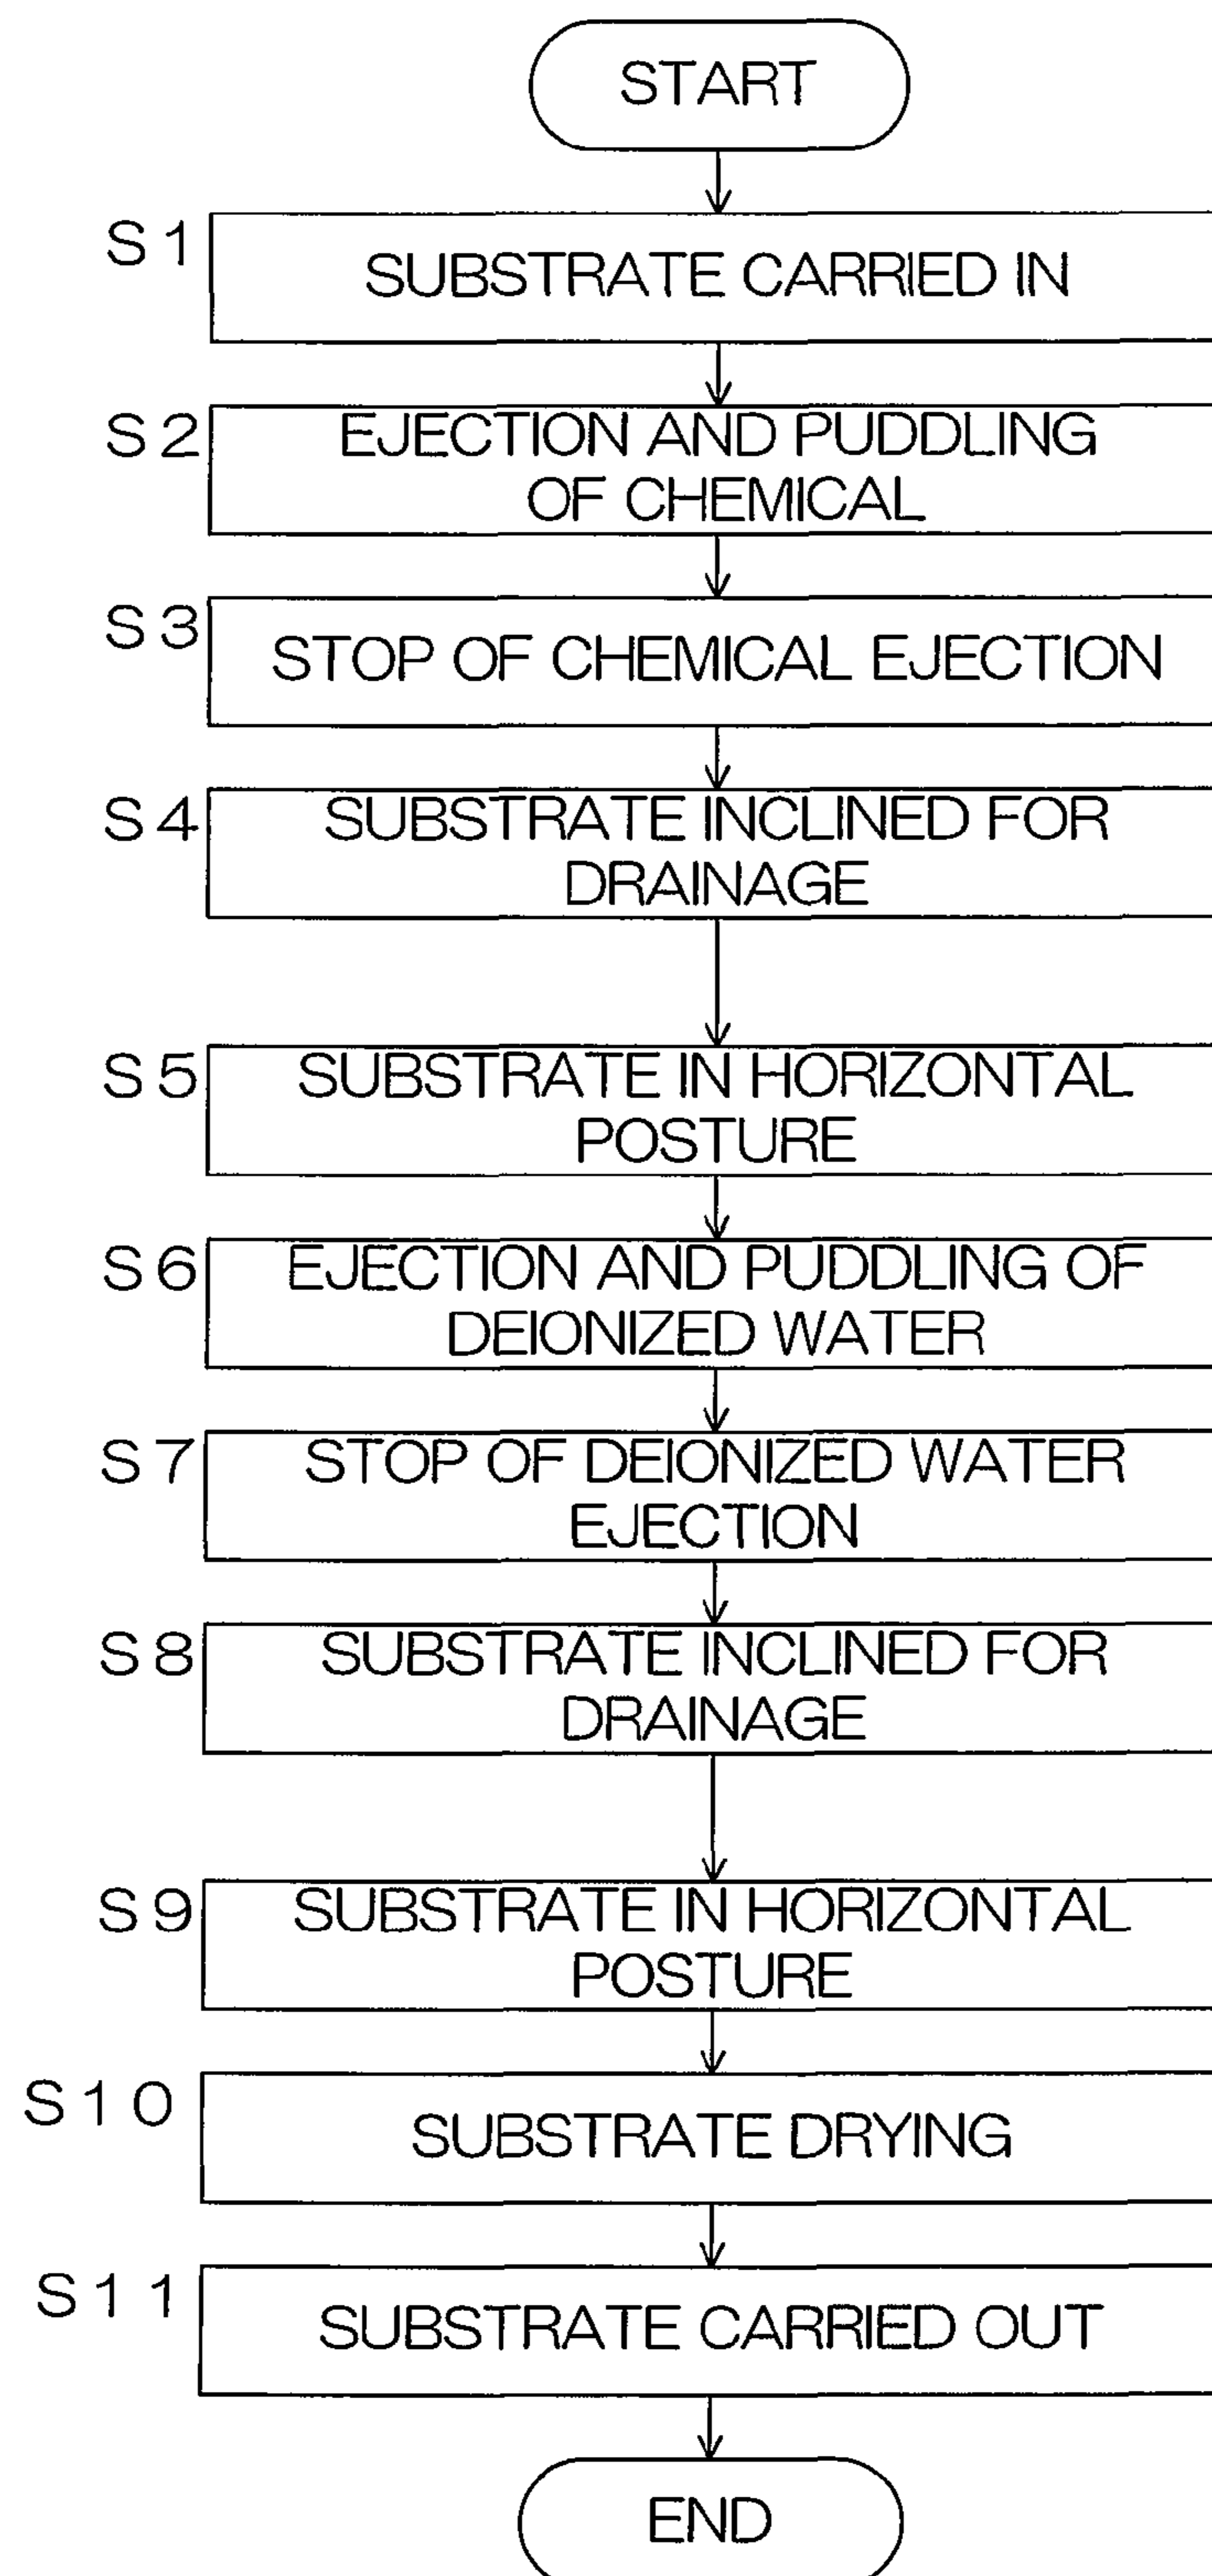 START
S1
SUBSTRATE CARRIED IN
S2
EJECTION AND PUDDLING
OF CHEMICAL
S3
STOP OF CHEMICAL EJECTION
S4
SUBSTRATE INCLINED FOR
DRAINAGE
S5
SUBSTRATE IN HORIZONTAL
POSTURE
S6
EJECTION AND PUDDLING OF
DEIONIZED WATER
S7
STOP OF DEIONIZED WATER
EJECTION
S8
SUBSTRATE INCLINED FOR
DRAINAGE
S9
SUBSTRATE IN HORIZONTAL
POSTURE
S10
SUBSTRATE DRYING
S11
SUBSTRATE CARRIED OUT
END